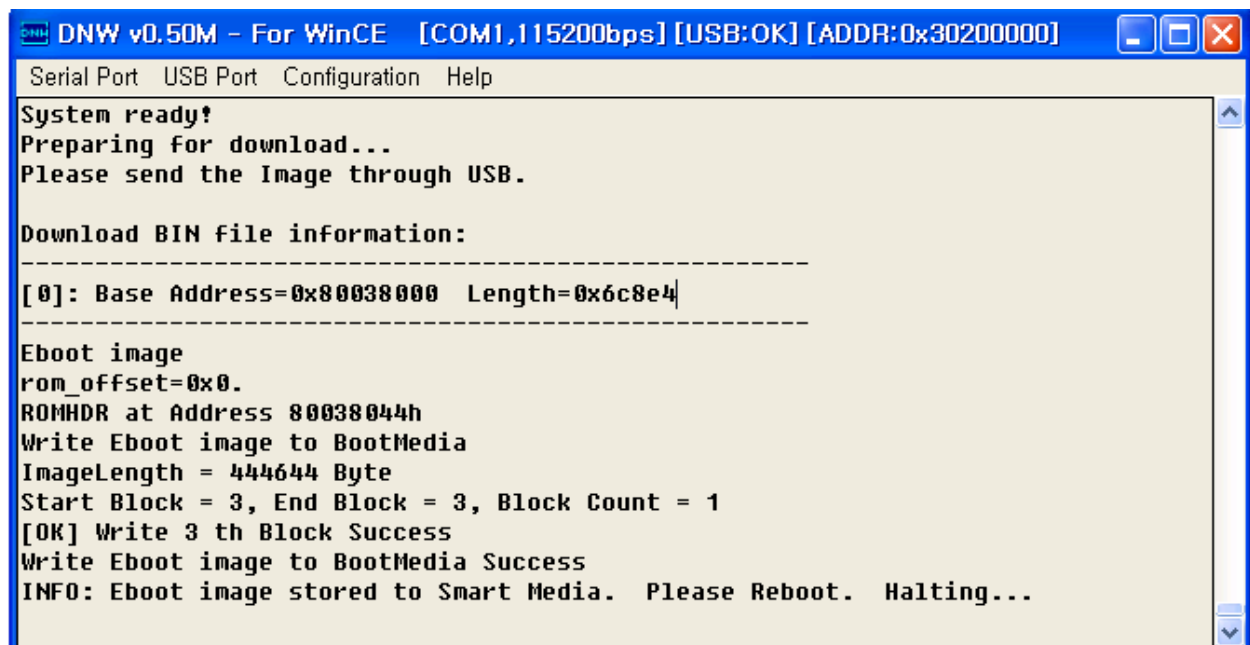 DNW v0.50M - For WinCE [COM1,115200bps] [USB:OK] [ADDR:0x30200000]
Serial Port USB Port Configuration Help
System ready!
Preparing for download...
Please send the Image through USB.
Download BIN file information:
-----------------------------------------------------
[0]: Base Address=0x80038000 Length=0x6c8e4
-----------------------------------------------------
Eboot image
rom_offset=0x0.
ROMHDR at Address 80038044h
Write Eboot image to BootMedia
ImageLength = 444644 Byte
Start Block = 3, End Block = 3, Block Count = 1
[OK] Write 3 th Block Success
Write Eboot image to BootMedia Success
INFO: Eboot image stored to Smart Media. Please Reboot. Halting...